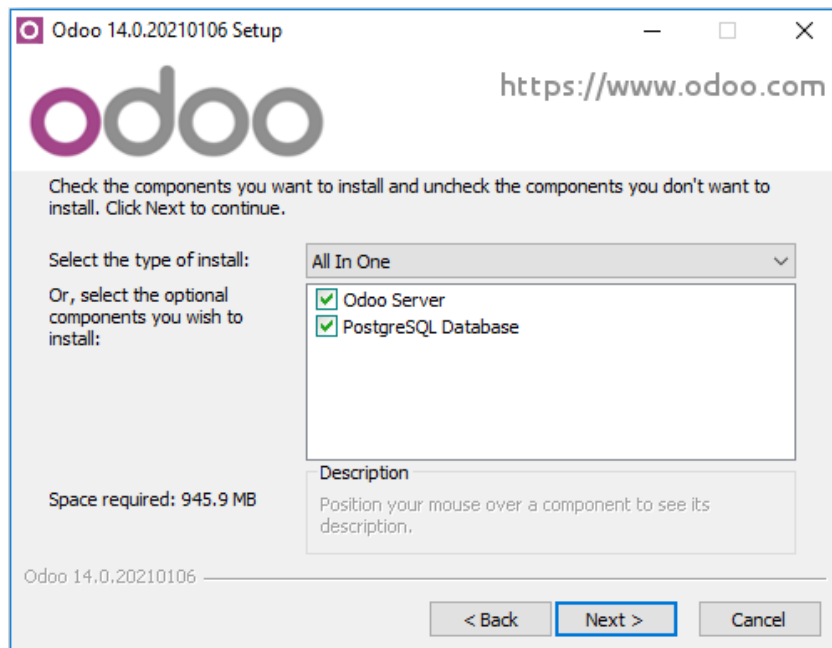 Odoo 14.0.20210106 Setup
odoo
https://www.odoo.com
Check the components you want to install and uncheck the components you don't want to
install. Click Next to continue.
Select the type of install:
All In One
Or, select the optional
components you wish to
install:
Odoo Server
PostgreSQL Database
Space required: 945.9 MB
Description
Position your mouse over a component to see its
description.
Odoo 14.0.20210106
< Back
Next >
Cancel